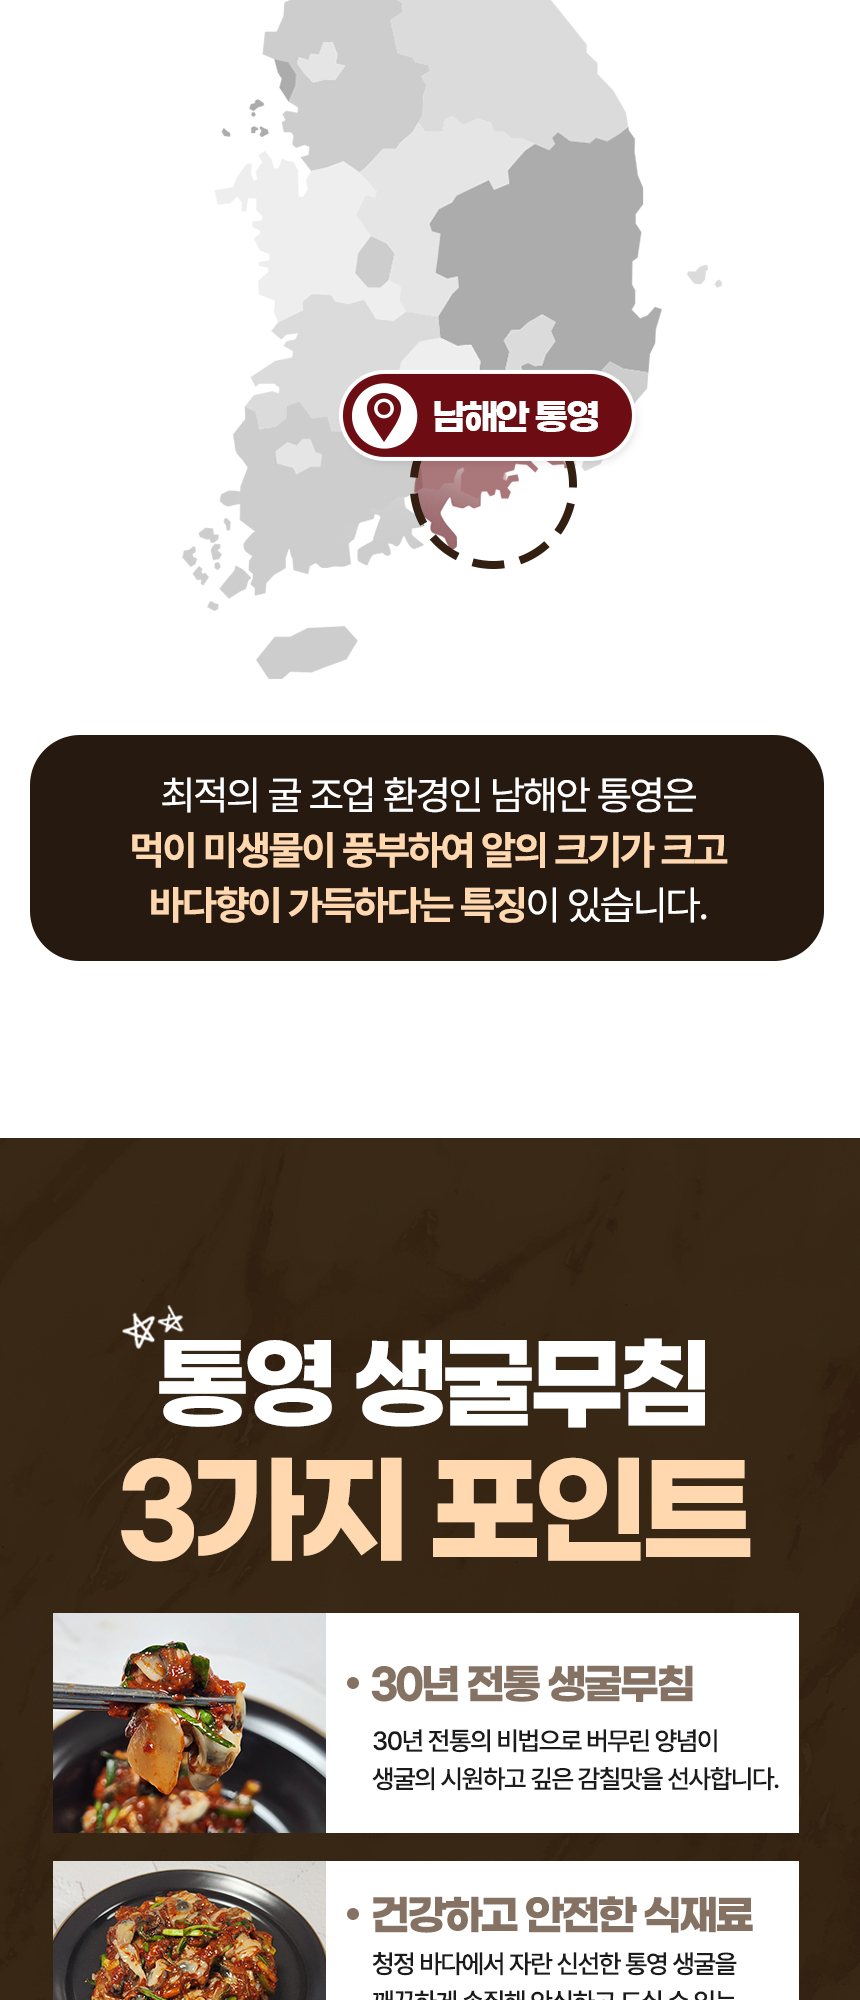 남해안 통영
최적의 굴 조업 환경인 남해안 통영은
먹이 미생물이 풍부하여 알의 크기가 크고
바다향이 가득하다는 특징이 있습니다.
통영 생굴무침
3가지 포인트
• 30년 전통 생굴무침
30년 전통의 비법으로 버무린 양념이
생굴의 시원하고 깊은 감칠맛을 선사합니다.
• 건강하고 안전한 식재료
청정 바다에서 자란 신선한 통영 생굴을